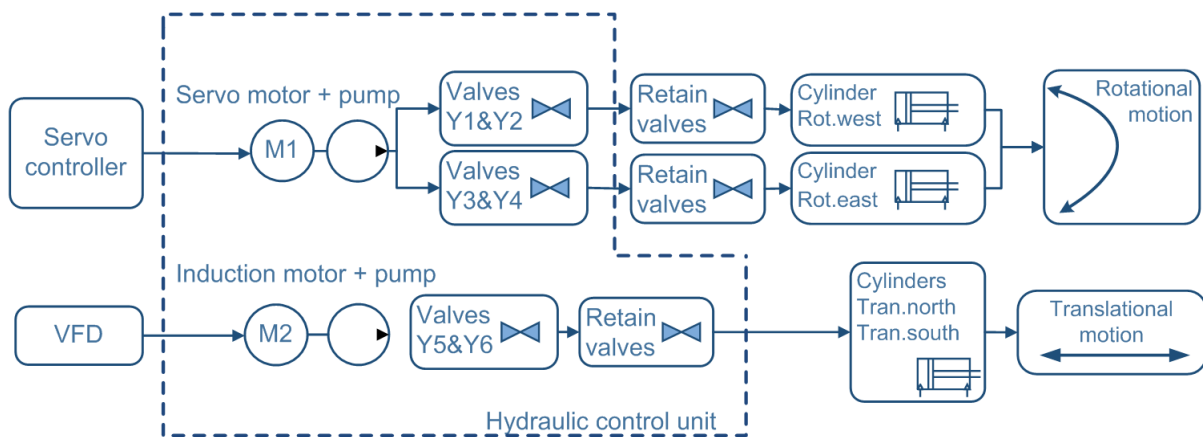 Servo
controller
Servo motor + pump
M1
Valves
Y1&Y2
Valves
Y3&Y4
Retain
valves
Retain
valves
Cylinder
Rot.west
Cylinder
Rot.east
Rotational
motion
VFD
Induction motor + pump
M2
Valves
Y5&Y6
Retain
valves
Cylinders
Tran.north
Tran.south
Translational
motion
Hydraulic control unit